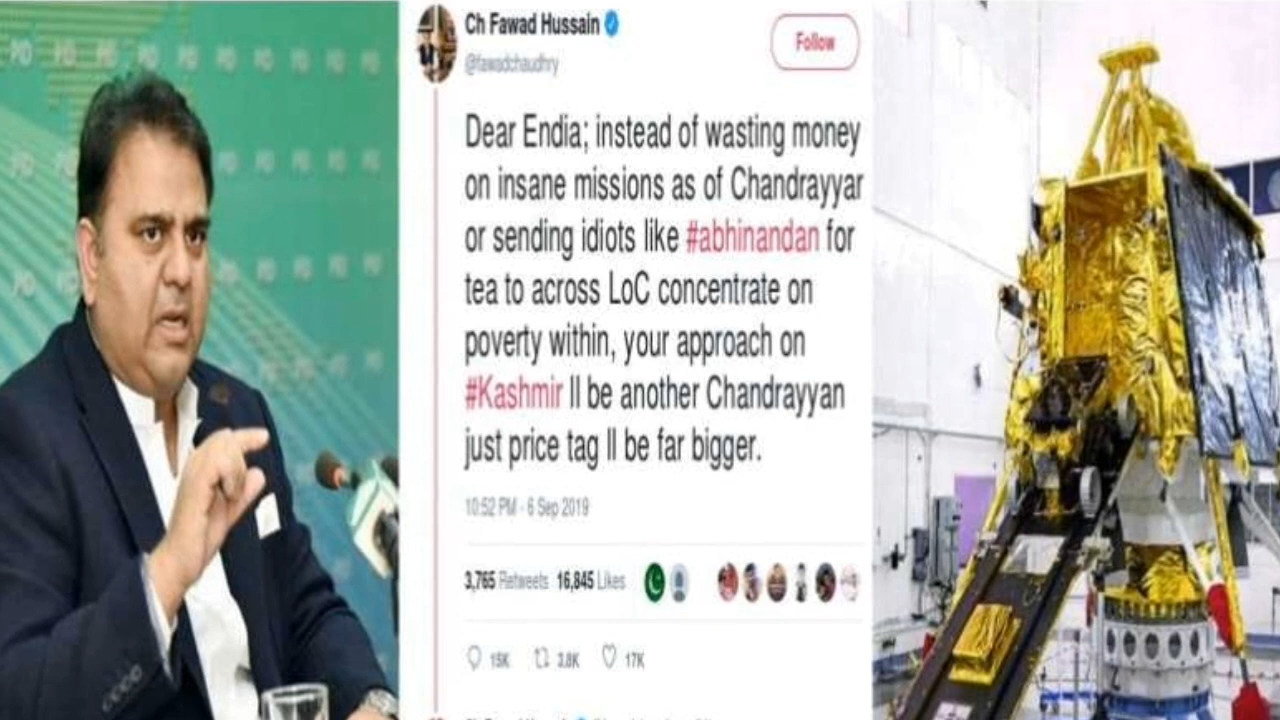 Ch Fawad Hussain
@fawadchaudhry
Follow
Dear Endia; instead of wasting money
on insane missions as of Chandrayyar
or sending idiots like #abhinandan for
tea to across LoC concentrate on
poverty within, your approach on
#Kashmir ll be another Chandrayyan
just price tag ll be far bigger.
10:52 PM - 6 Sep 2019
3,765 Retweets 16,845 Likes
15K 3.8K 17K